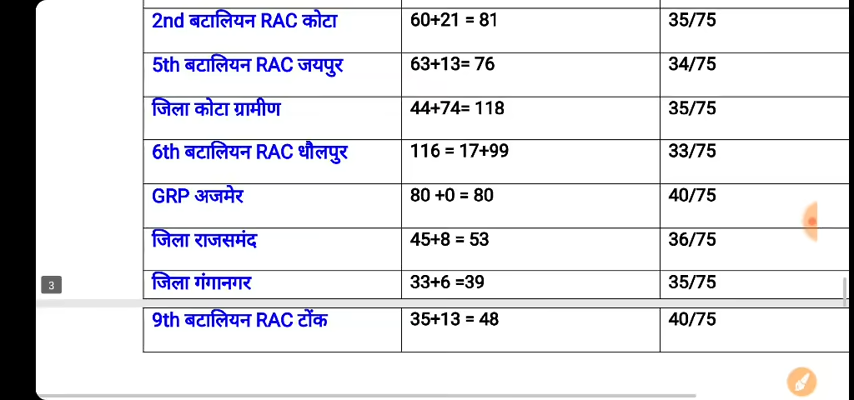 2nd बटालियन RAC कोटा 60+21 = 81 35/75
5th बटालियन RAC जयपुर 63+13= 76 34/75
जिला कोटा ग्रामीण 44+74= 118 35/75
6th बटालियन RAC धौलपुर 116 = 17+99 33/75
GRP अजमेर 80 +0 = 80 40/75
जिला राजसमंद 45+8 = 53 36/75
3 जिला गंगानगर 33+6 =39 35/75
9th बटालियन RAC टोंक 35+13 = 48 40/75